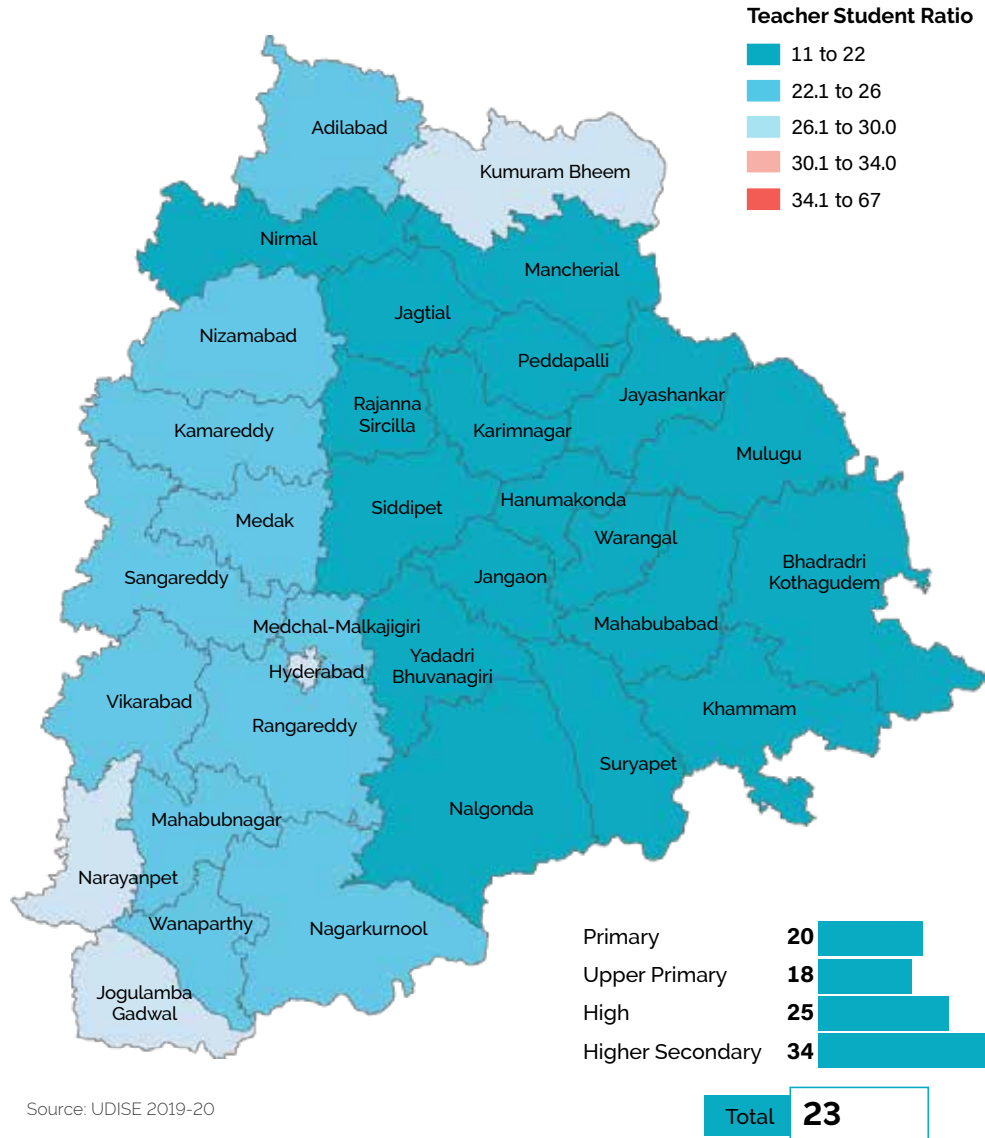 Teacher Student Ratio
11 to 22
22.1 to 26
26.1 to 30.0
30.1 to 34.0
34.1 to 67
Adilabad
Kumuram Bheem
Nirmal
Mancherial
Jagtial
Nizamabad
Peddapalli
Jayashankar
Rajanna
Sircilla
Kamareddy
Karimnagar
Mulugu
Hanumakonda
Siddipet
Medak
Warangal
Bhadradri
Kothagudem
Sangareddy
Jangaon
Mahabubabad
Medchal-Malkajigiri
Yadadri
Bhuvanagiri
Hyderabad
Vikarabad
Khammam
Rangareddy
Suryapet
Nalgonda
Mahabubnagar
Narayanpet
Wanaparthy
Nagarkurnool
Jogulamba
Gadwal
Primary 20
Upper Primary 18
High 25
Higher Secondary 34
Total 23
Source: UDISE 2019-20